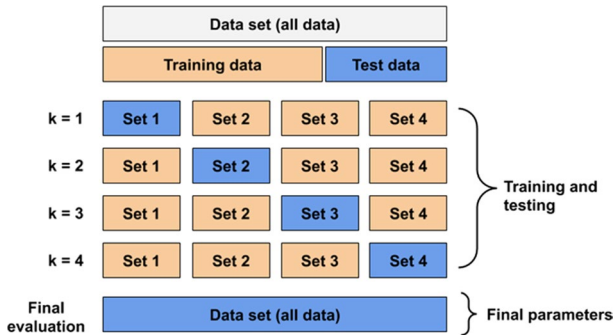 Data set (all data)
Training data Test data
k = 1 Set 1 Set 2 Set 3 Set 4
k = 2 Set 1 Set 2 Set 3 Set 4
k = 3 Set 1 Set 2 Set 3 Set 4
k = 4 Set 1 Set 2 Set 3 Set 4
Training and
testing
Final
evaluation
Data set (all data)
Final parameters